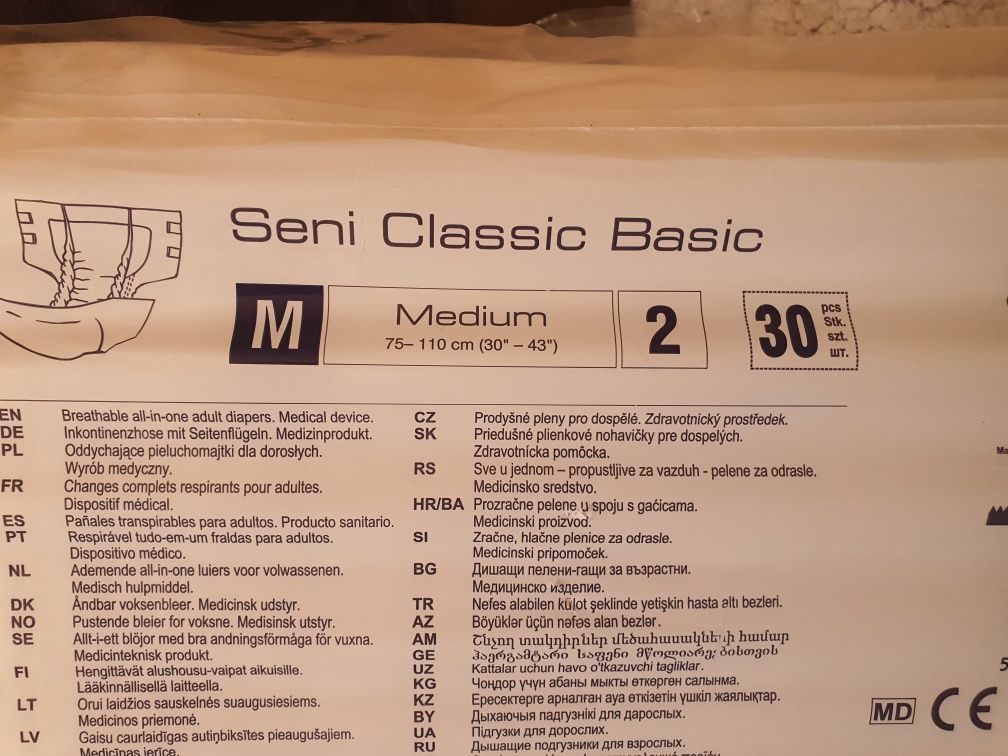 Seni Classic Basic
M
Medium
75– 110 cm (30" – 43")
2
30
pcs
Stk.
szt.
шт.
EN Breathable all-in-one adult diapers. Medical device.
DE Inkontinenzhose mit Seitenflügeln. Medizinprodukt.
PL Oddychające pieluchomajtki dla dorosłych.
Wyrób medyczny.
FR Changes complets respirants pour adultes.
Dispositif médical.
ES Pañales transpirables para adultos. Producto sanitario.
PT Respirável tudo-em-um fraldas para adultos.
Dispositivo médico.
NL Ademende all-in-one luiers voor volwassenen.
Medisch hulpmiddel.
DK Åndbar voksenbleer. Medicinsk udstyr.
NO Pustende bleier for voksne. Medisinsk utstyr.
SE Allt-i-ett blöjor med bra andningsförmåga för vuxna.
Medicinteknisk produkt.
FI Hengittävät alushousu-vaipat aikuisille.
Lääkinnällisellä laitteella.
LT Orui laidžios sauskelnės suaugusiesiems.
Medicinos priemonė.
LV Gaisu caurlaidīgas autiņbiksītes pieaugušajiem.
Medicīnas ierīce.
CZ Prodyšné pleny pro dospělé. Zdravotnický prostředek.
SK Priedušné plienkové nohavičky pre dospelých.
Zdravotnícka pomôcka.
RS Sve u jednom – propustljive za vazduh - pelene za odrasle.
Medicinsko sredstvo.
HR/BA Prozračne pelene u spoju s gaćicama.
Medicinski proizvod.
SI Zračne, hlačne plenice za odrasle.
Medicinski pripomoček.
BG Дишащи пелени-гащи за възрастни.
Медицинско изделие.
TR Nefes alabilen külot şeklinde yetişkin hasta altı bezleri.
AZ Böyüklər üçün nəfəs alan bezlər.
AM Շնչող տակդիրներ մեծահասակների համար
GE ჰაერგამტარი საფენი მოზრდილებისთვის
UZ Kattalar uchun havo o'tkazuvchi tagliklar.
KG Чоңдор үчүн абаны мыкты өткөргөн салынма.
KZ Ересектерге арналған ауа өткізетін үшкіл жаялықтар.
BY Дыхаючыя падгузнікі для дарослых.
UA Підгузки для дорослих.
RU Дышащие подгузники для взрослых.
MD CE